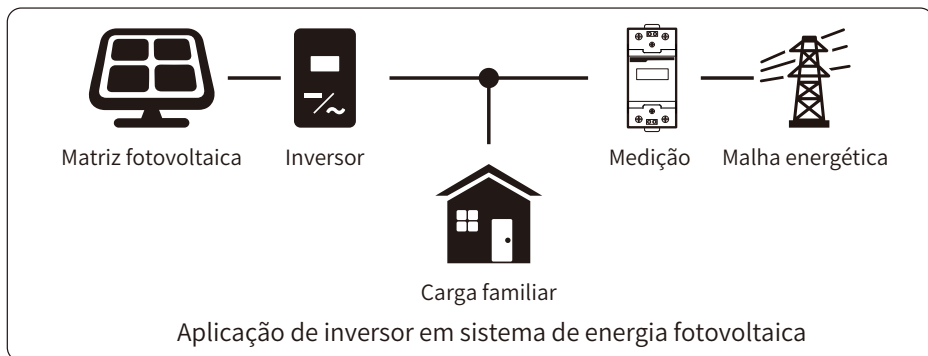 Matriz fotovoltaica
Inversor
Medição
Malha energética
Carga familiar
Aplicação de inversor em sistema de energia fotovoltaica